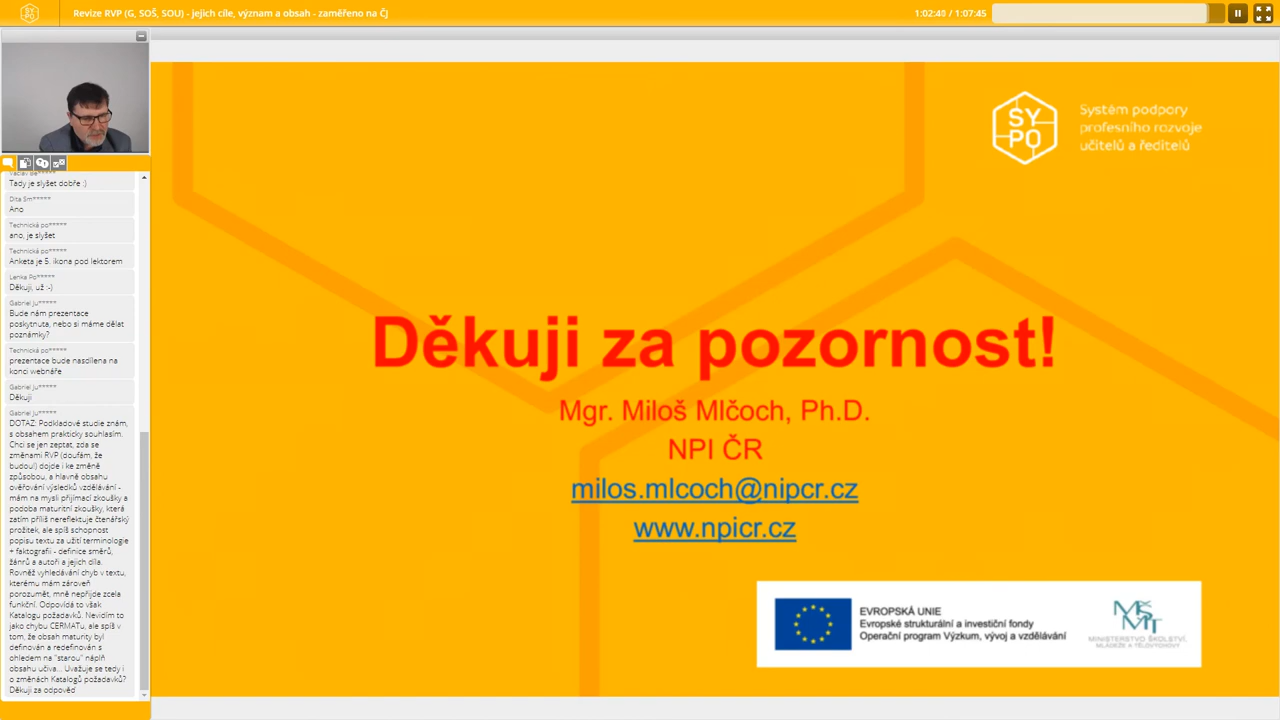 SY
PO
Revize RVP (G, SOŠ, SOU) - jejich cíle, význam a obsah - zaměřeno na Čj
1:02:40 / 1:07:45
Tady je slyšet dobře :)
Dita Sm*****
Ano
Technická po*****
ano, je slyšet
Technická po*****
Anketa je 5. ikona pod lektorem
Lenka Po*****
Děkuji, už :-)
Gabriel Ju*****
Bude nám prezentace
poskytnuta, nebo si máme dělat
poznámky?
Technická po*****
prezentace bude nasdílena na
konci webnáře
Gabriel Ju*****
Děkuji
Gabriel Ju*****
DOTAZ: Podkladové studie znám,
s obsahem prakticky souhlasím.
Chci se jen zeptat, zda se
změnami RVP (doufám, že
budou!) dojde i ke změně
způsobou, a hlavně obsahu
ověřování výsledků vzdělávání -
mám na mysli přijímací zkoušky a
podoba maturitní zkoušky, která
zatím příliš nereflektuje čtenářský
prožitek, ale spíš schopnost
popisu textu za užití terminologie
+ faktografii - definice směrů,
žánrů a autoři a jejich díla.
Rovněž vyhledávání chyb v textu,
kterému mám zároveň
porozumět, mně nepřijde zcela
funkční. Odpovídá to však
Katalogu požadavků. Nevidím to
jako chybu CERMATu, ale spíš v
tom, že obsah maturity byl
definován a redefinován s
ohledem na "starou" náplň
obsahu učiva... Uvažuje se tedy i
o změnách Katalogů požadavků?
Děkuji za odpověď
SY
PO
Systém podpory
profesního rozvoje
učitelů a ředitelů
Děkuji za pozornost!
Mgr. Miloš Mlčoch, Ph.D.
NPI ČR
milos.mlcoch@nipcr.cz
www.npicr.cz
EVROPSKÁ UNIE
Evropské strukturální a investiční fondy
Operační program Výzkum, vývoj a vzdělávání
MŠMT
MINISTERSTVO ŠKOLSTVÍ,
MLÁDEŽE A TĚLOVÝCHOVY